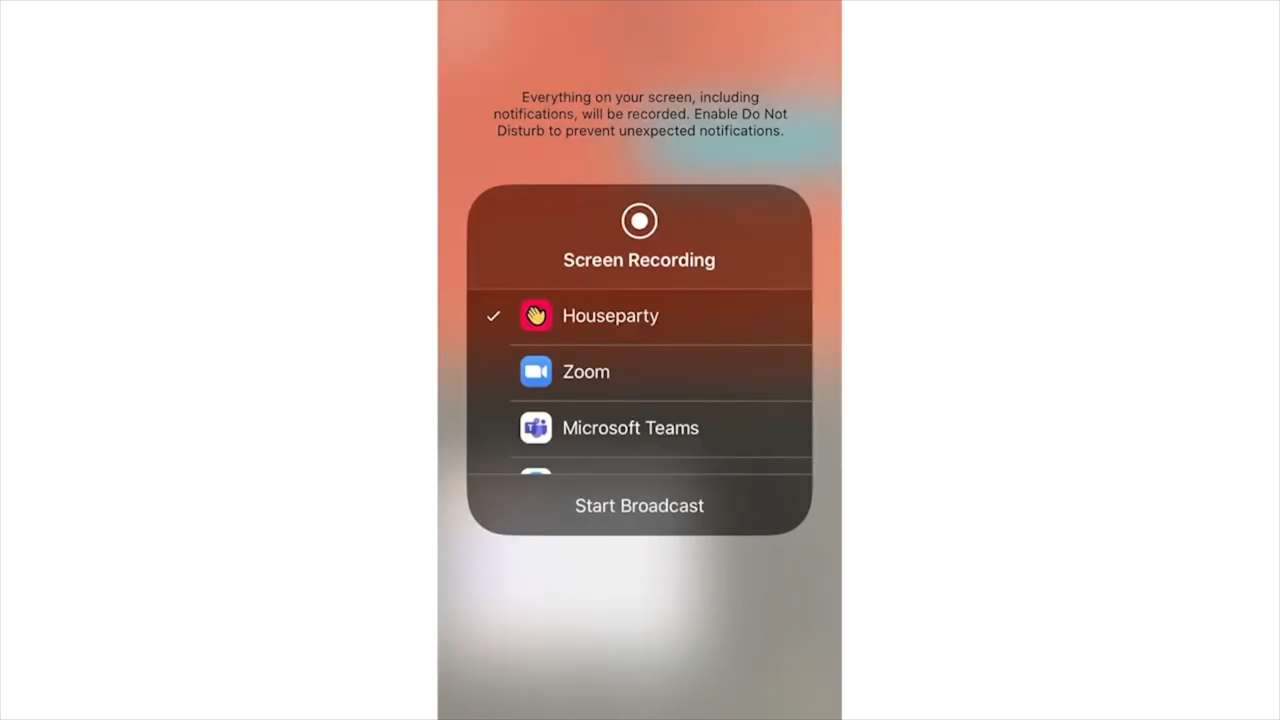 Everything on your screen, including
notifications, will be recorded. Enable Do Not
Disturb to prevent unexpected notifications.
Screen Recording
Houseparty
Zoom
Microsoft Teams
Start Broadcast